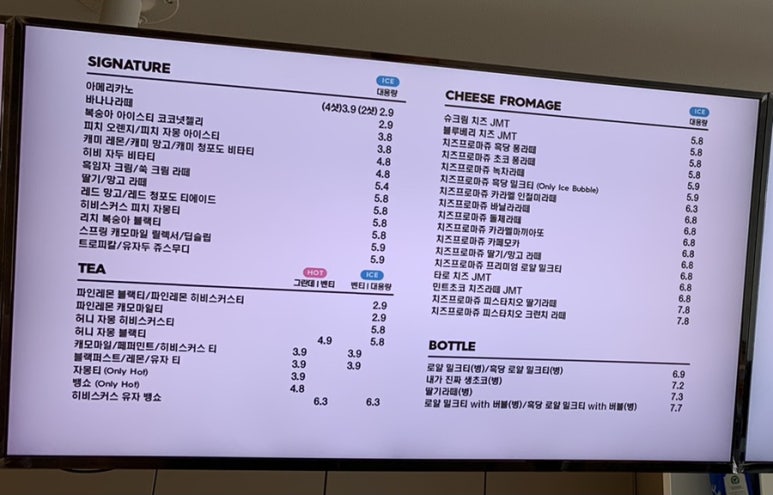 SIGNATURE
ICE
대용량
아메리카노 (4샷)3.9 (2샷) 2.9
바나나라떼 2.9
복숭아 아이스티 코코넛젤리 3.8
피치 오렌지/피치 자몽 아이스티 3.8
캐미 레몬/캐미 망고/캐미 청포도 비타티 4.8
히비 자두 비타티 4.8
흑임자 크림/쑥 크림 라떼 5.4
딸기/망고 라떼 5.8
레드 망고/레드 청포도 티에이드 5.8
히비스커스 피치 자몽티 5.8
리치 복숭아 블랙티 5.8
스프링 캐모마일 릴렉서/딥슬립 5.9
트로피칼/유자두 쥬스무디 5.9
TEA
HOT ICE
그란데 | 벤티 벤티 | 대용량
파인레몬 블랙티/파인레몬 히비스커스티 2.9
파인레몬 캐모마일티 2.9
허니 자몽 히비스커스티 5.8
허니 자몽 블랙티 4.9 5.8
캐모마일/페퍼민트/히비스커스 티 3.9 3.9
블랙퍼스트/레몬/유자 티 3.9 3.9
자몽티 (Only Hot) 3.9
뱅쇼 (Only Hot) 4.8
히비스커스 유자 뱅쇼 6.3 6.3
CHEESE FROMAGE
ICE
대용량
슈크림 치즈 JMT 5.8
블루베리 치즈 JMT 5.8
치즈프로마쥬 흑당 퐁라떼 5.8
치즈프로마쥬 초코 퐁라떼 5.9
치즈프로마쥬 녹차라떼 5.9
치즈프로마쥬 흑당 밀크티 (Only Ice Bubble) 6.3
치즈프로마쥬 카라멜 인절미라떼 6.8
치즈프로마쥬 바닐라라떼 6.8
치즈프로마쥬 돌체라떼 6.8
치즈프로마쥬 카라멜마끼아또 6.8
치즈프로마쥬 카페모카 6.8
치즈프로마쥬 딸기/망고 라떼 6.8
치즈프로마쥬 프리미엄 로얄 밀크티 6.8
타로 치즈 JMT 7.8
민트초코 치즈라떼 JMT 7.8
치즈프로마쥬 피스타치오 딸기라떼
치즈프로마쥬 피스타치오 크런치 라떼
BOTTLE
로얄 밀크티(병)/흑당 로얄 밀크티(병) 6.9
내가 진짜 생초코(병) 7.2
딸기라떼(병) 7.3
로얄 밀크티 with 버블(병)/흑당 로얄 밀크티 with 버블(병) 7.7